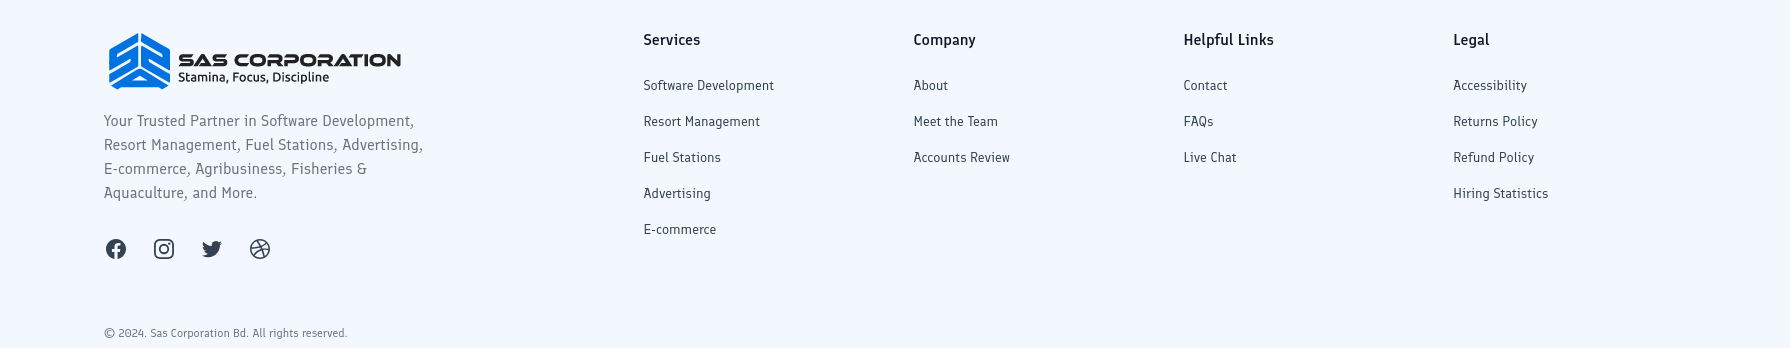 SAS CORPORATION
Stamina, Focus, Discipline
Your Trusted Partner in Software Development,
Resort Management, Fuel Stations, Advertising,
E-commerce, Agribusiness, Fisheries &
Aquaculture, and More.
Services
Software Development
Resort Management
Fuel Stations
Advertising
E-commerce
Company
About
Meet the Team
Accounts Review
Helpful Links
Contact
FAQs
Live Chat
Legal
Accessibility
Returns Policy
Refund Policy
Hiring Statistics
© 2024. Sas Corporation Bd. All rights reserved.